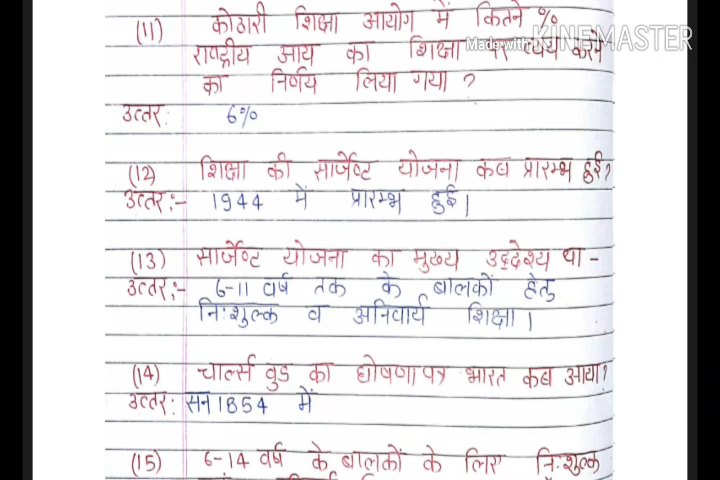 (11) कोठारी शिक्षा आयोग में कितने %
राष्ट्रीय आय का शिक्षा पर व्यय करने
Made with KINEMASTER
का निर्णय लिया गया ?
उत्तर: 6%
(12) शिक्षा की सार्जेण्ट योजना कब प्रारम्भ हुई?
उत्तर:- 1944 में प्रारम्भ हुई।
(13) सार्जेण्ट योजना का मुख्य उद्देश्य था -
उत्तर:- 6-11 वर्ष तक के बालकों हेतु
नि:शुल्क व अनिवार्य शिक्षा।
(14) चार्ल्स वुड का घोषणा पत्र भारत कब आया?
उत्तर: सन 1854 में
(15) 6-14 वर्ष के बालकों के लिए नि:शुल्क